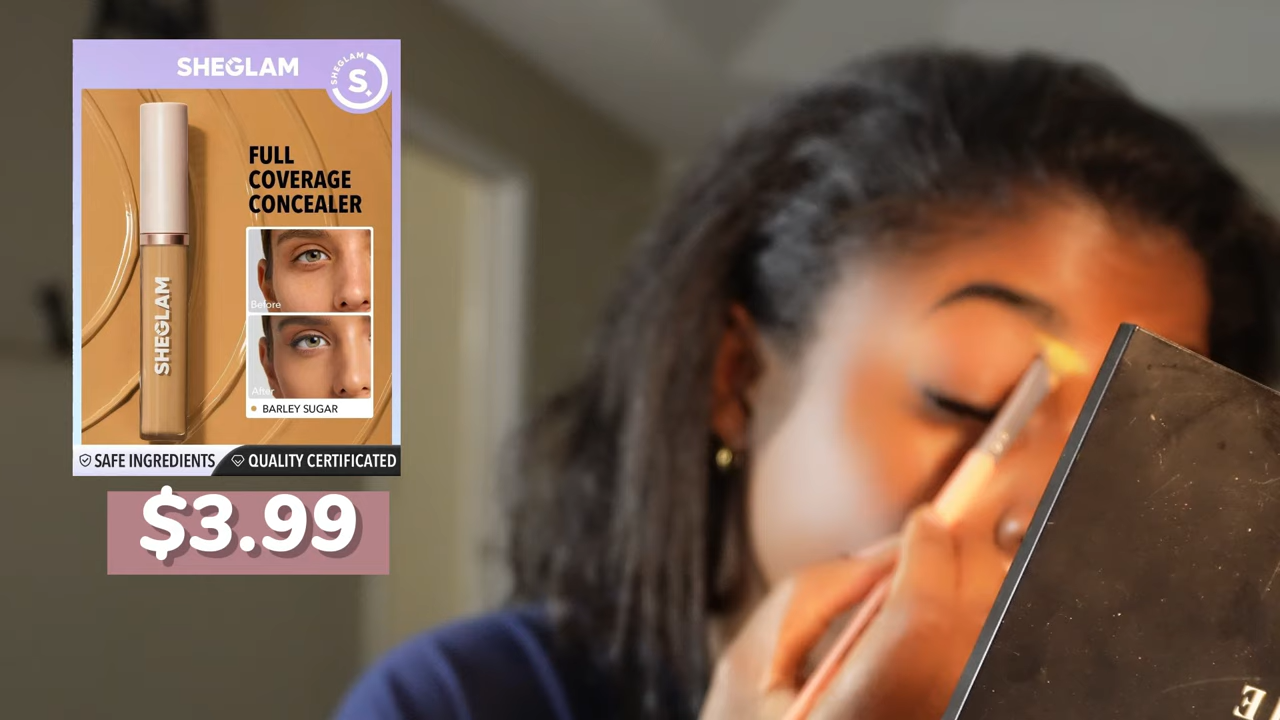 SHEGLAM
SHEGLAM
S
FULL
COVERAGE
CONCEALER
SHEGLAM
Before
After
BARLEY SUGAR
SAFE INGREDIENTS
QUALITY CERTIFICATED
$3.99